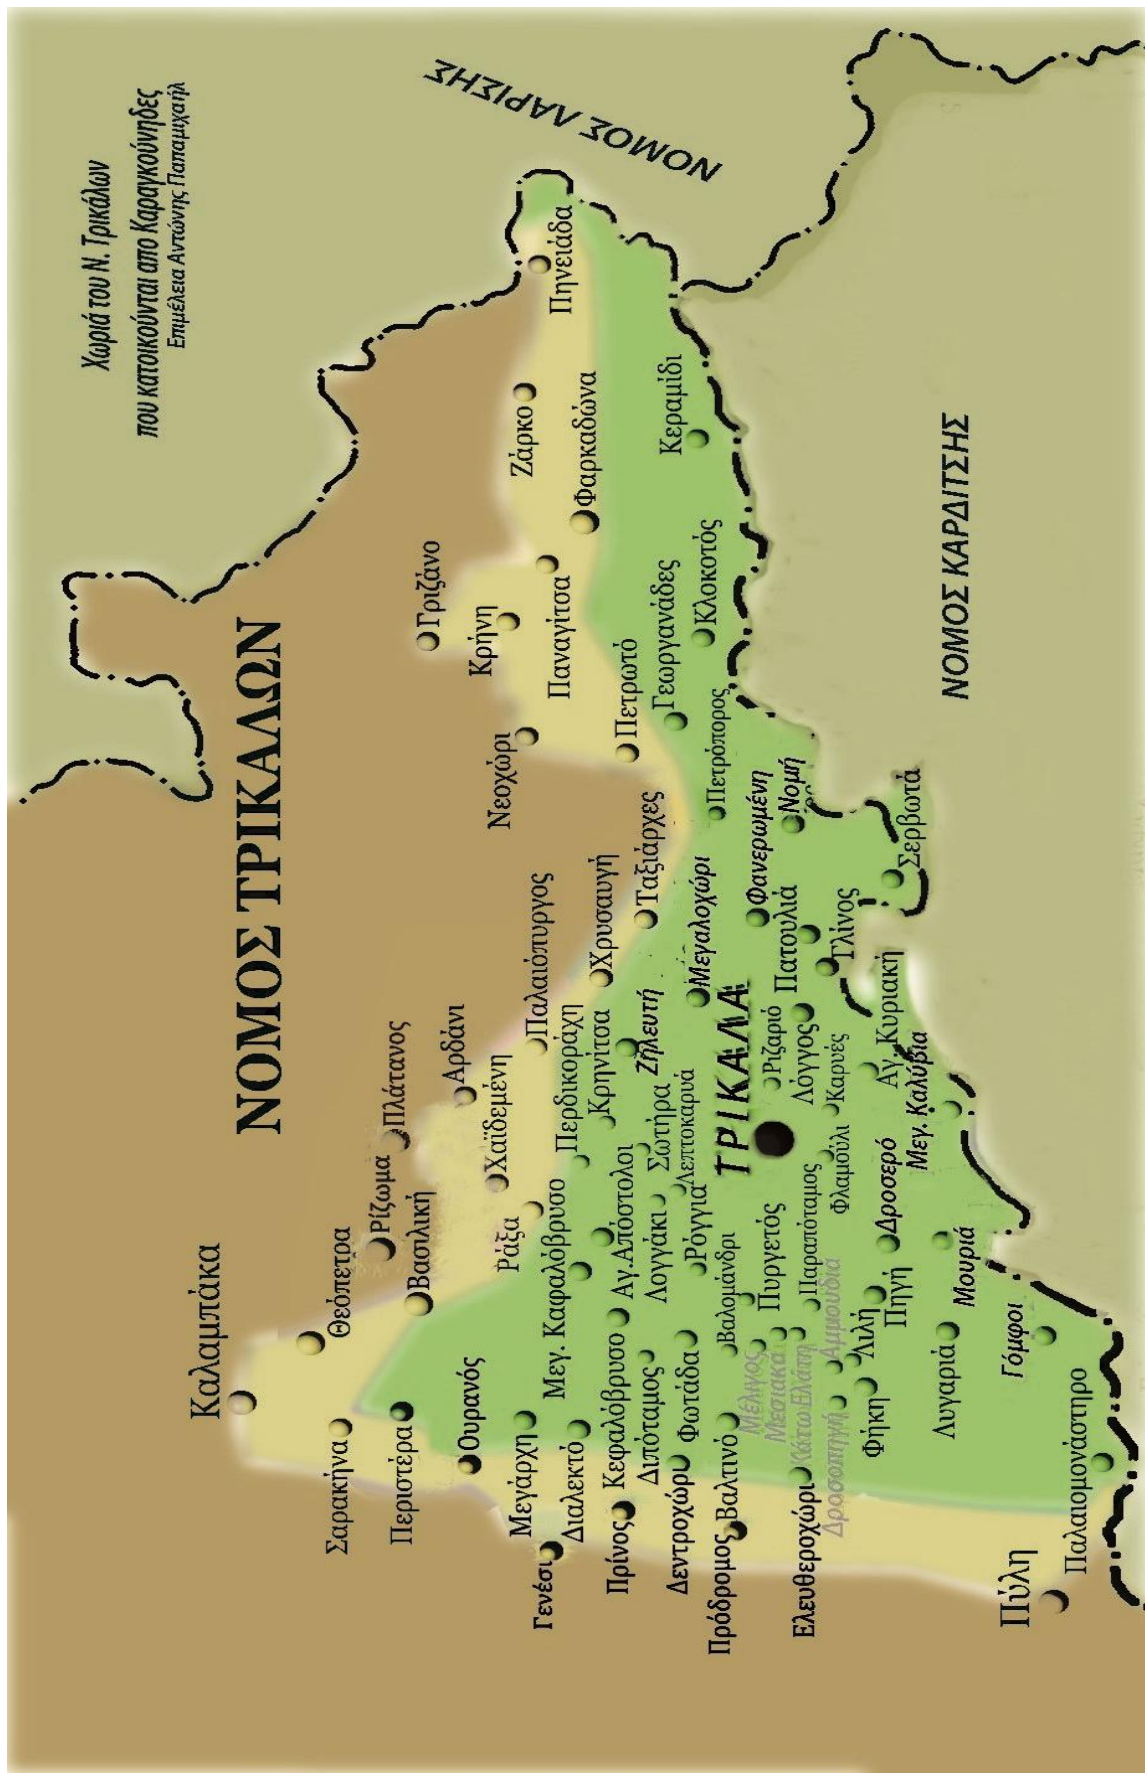 Χωριά του Ν. Τρικάλων
που κατοικούνται απο Καραγκούνηδες
Επιμέλεια Αντώνης Παπαμιχαήλ
ΝΟΜΟΣ ΛΑΡΙΣΗΣ
ΝΟΜΟΣ ΤΡΙΚΑΛΩΝ
ΝΟΜΟΣ ΚΑΡΔΙΤΣΗΣ
Καλαμπάκα
Θεόπετρα
Σαρακήνα
Ρίζωμα
Πλάτανος
Βασιλική
Περιστέρα
Γριζάνο
Αρδάνι
Κρήνη
Ουρανός
Χαϊδεμένη
Ράξα
Νεοχώρι
Ζάρκο
Πηνειάδα
Μεγάρχη
Γενέσι
Παλαιόπυργος
Παναγίτσα
Φαρκαδώνα
Διαλεκτό
Μεγ. Καφαλόβρυσο
Περδικοράχη
Κρηνίτσα
Χρυσαυγή
Πρίνος
Κεφαλόβρυσο
Αγ.Απόστολοι
Ζηλευτή
Πετρωτό
Διπόταμος
Λογγάκι
Σωτήρα
Ταξιάρχες
Γεωργανάδες
Δεντροχώρι
Φωτάδα
Ρόγγια
Λεπτοκαρυά
Μεγαλοχώρι
Κλοκοτός
Κεραμίδι
Πρόδρομος
Βαλτινό
Βαλομάνδρι
ΤΡΙΚΑΛΑ
Πετρόπορος
Μέλιγος
Πυργετός
Ριζαριό
Φανερωμένη
Μεσιακα
Κάτω Ελάτη
Παραπόταμος
Λόγγος
Πατουλιά
Νομή
Ελευθεροχώρι
Δροσοπηγή
Αμμουδια
Φλαμούλι
Καρυές
Γλίνος
Φήκη
Λιλή
Πηγή
Δροσερό
Αγ. Κυριακή
Σερβωτά
Λυγαριά
Μουριά
Μεγ. Καλύβια
Γόμφοι
Πύλη
Παλαιομονάστηρο